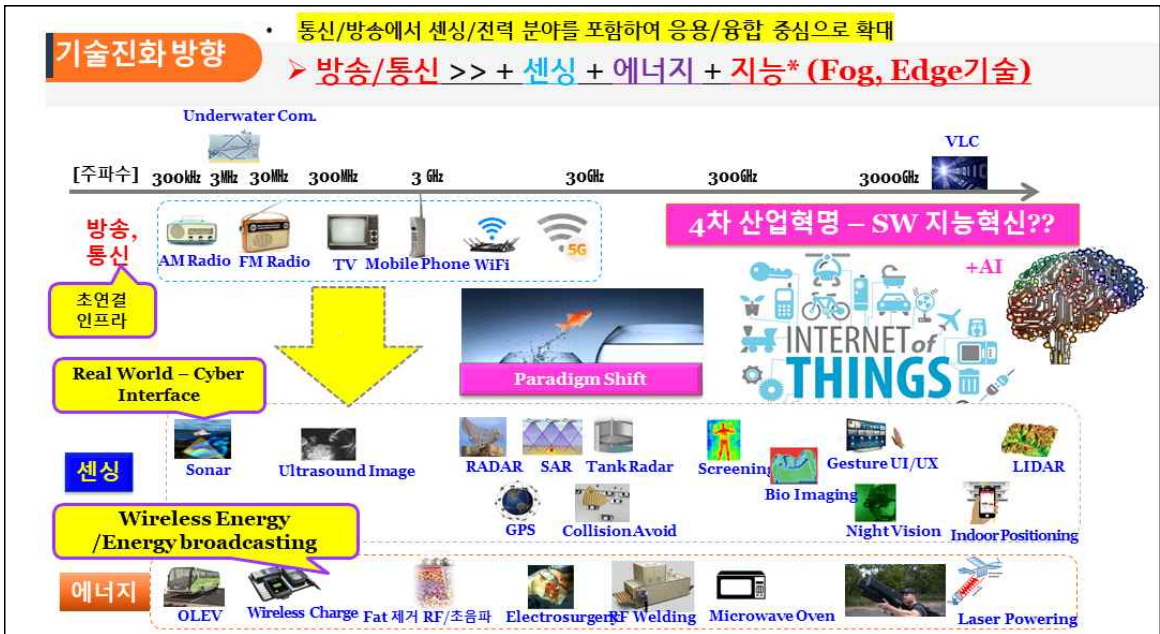 기술진화 방향
• 통신/방송에서 센싱/전력 분야를 포함하여 응용/융합 중심으로 확대
➤ 방송/통신 >> + 센싱 + 에너지 + 지능* (Fog, Edge기술)
Underwater Com.
VLC
[주파수] 300kHz 3MHz 30MHz 300MHz 3 GHz 30GHz 300GHz 3000GHz
방송,
통신
AM Radio FM Radio TV Mobile Phone WiFi 5G
4차 산업혁명 – SW 지능혁신??
+AI
초연결
인프라
INTERNET of
THINGS
Paradigm Shift
Real World – Cyber
Interface
센싱
Sonar Ultrasound Image RADAR SAR Tank Radar Screening Gesture UI/UX LIDAR
Bio Imaging
GPS Collision Avoid Night Vision Indoor Positioning
Wireless Energy
/Energy broadcasting
에너지
OLEV Wireless Charge Fat 제거 RF/초음파 Electrosurgery RF Welding Microwave Oven Laser Powering